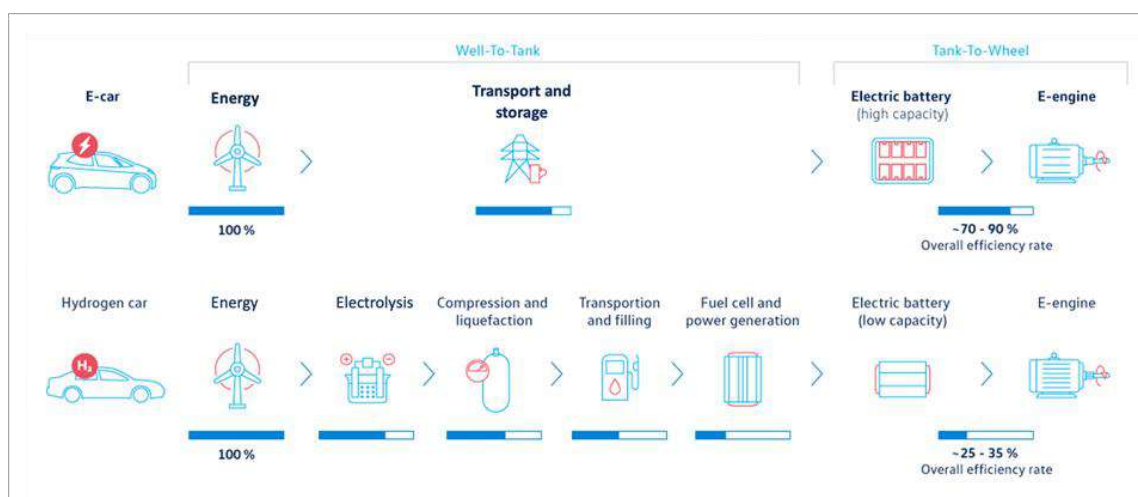 Well-To-Tank
Tank-To-Wheel
E-car
Energy
Transport and
storage
Electric battery
(high capacity)
E-engine
100 %
~70 - 90 %
Overall efficiency rate
Hydrogen car
Energy
Electrolysis
Compression and
liquefaction
Transportion
and filling
Fuel cell and
power generation
Electric battery
(low capacity)
E-engine
H₂
100 %
~25 - 35 %
Overall efficiency rate